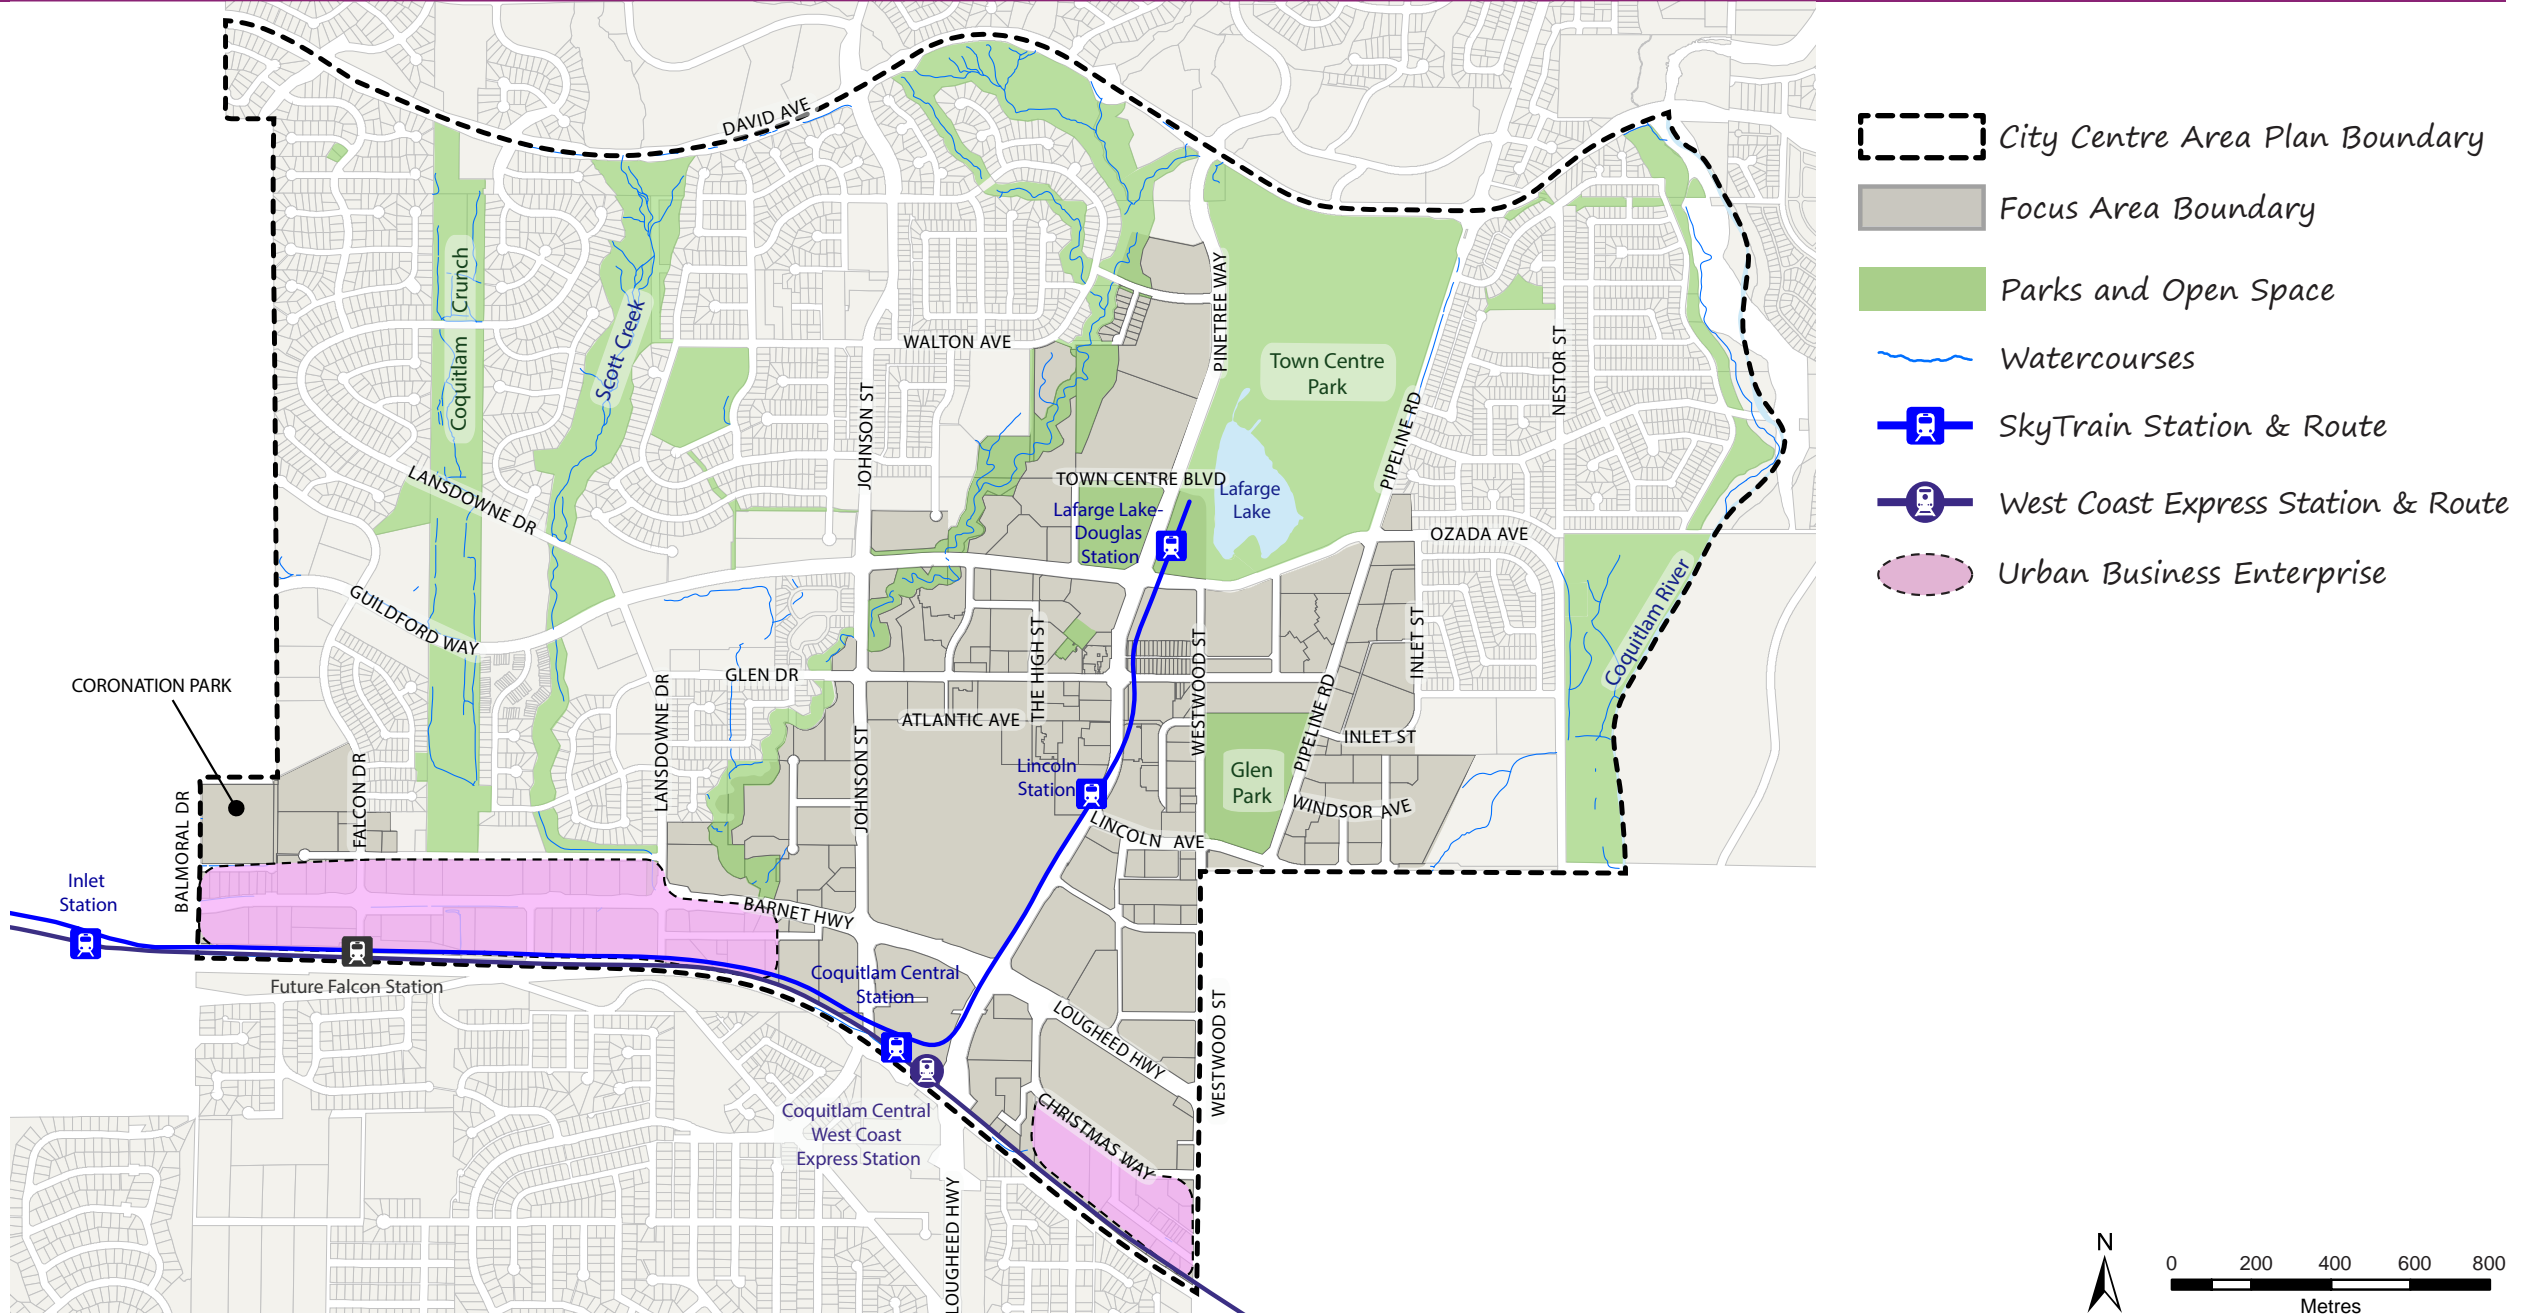 DAVID AVE
Coquitlam Crunch
Scott Creek
WALTON AVE
PINETREE WAY
Town Centre
Park
NESTOR ST
JOHNSON ST
PIPELINE RD
LANSDOWNE DR
TOWN CENTRE BLVD
Lafarge
Lake
Lafarge Lake-
Douglas
Station
OZADA AVE
GUILDFORD WAY
Coquitlam River
THE HIGH ST
WESTWOOD ST
INLET ST
CORONATION PARK
GLEN DR
LANSDOWNE DR
ATLANTIC AVE
JOHNSON ST
PIPELINE RD
INLET ST
Lincoln
Station
Glen
Park
WINDSOR AVE
FALCON DR
BALMORAL DR
LINCOLN AVE
Inlet
Station
BARNET HWY
Future Falcon Station
Coquitlam Central
Station
LOUGHEED HWY
WESTWOOD ST
CHRISTMAS WAY
Coquitlam Central
West Coast
Express Station
LOUGHEED HWY
City Centre Area Plan Boundary
Focus Area Boundary
Parks and Open Space
Watercourses
SkyTrain Station & Route
West Coast Express Station & Route
Urban Business Enterprise
N
0 200 400 600 800
Metres